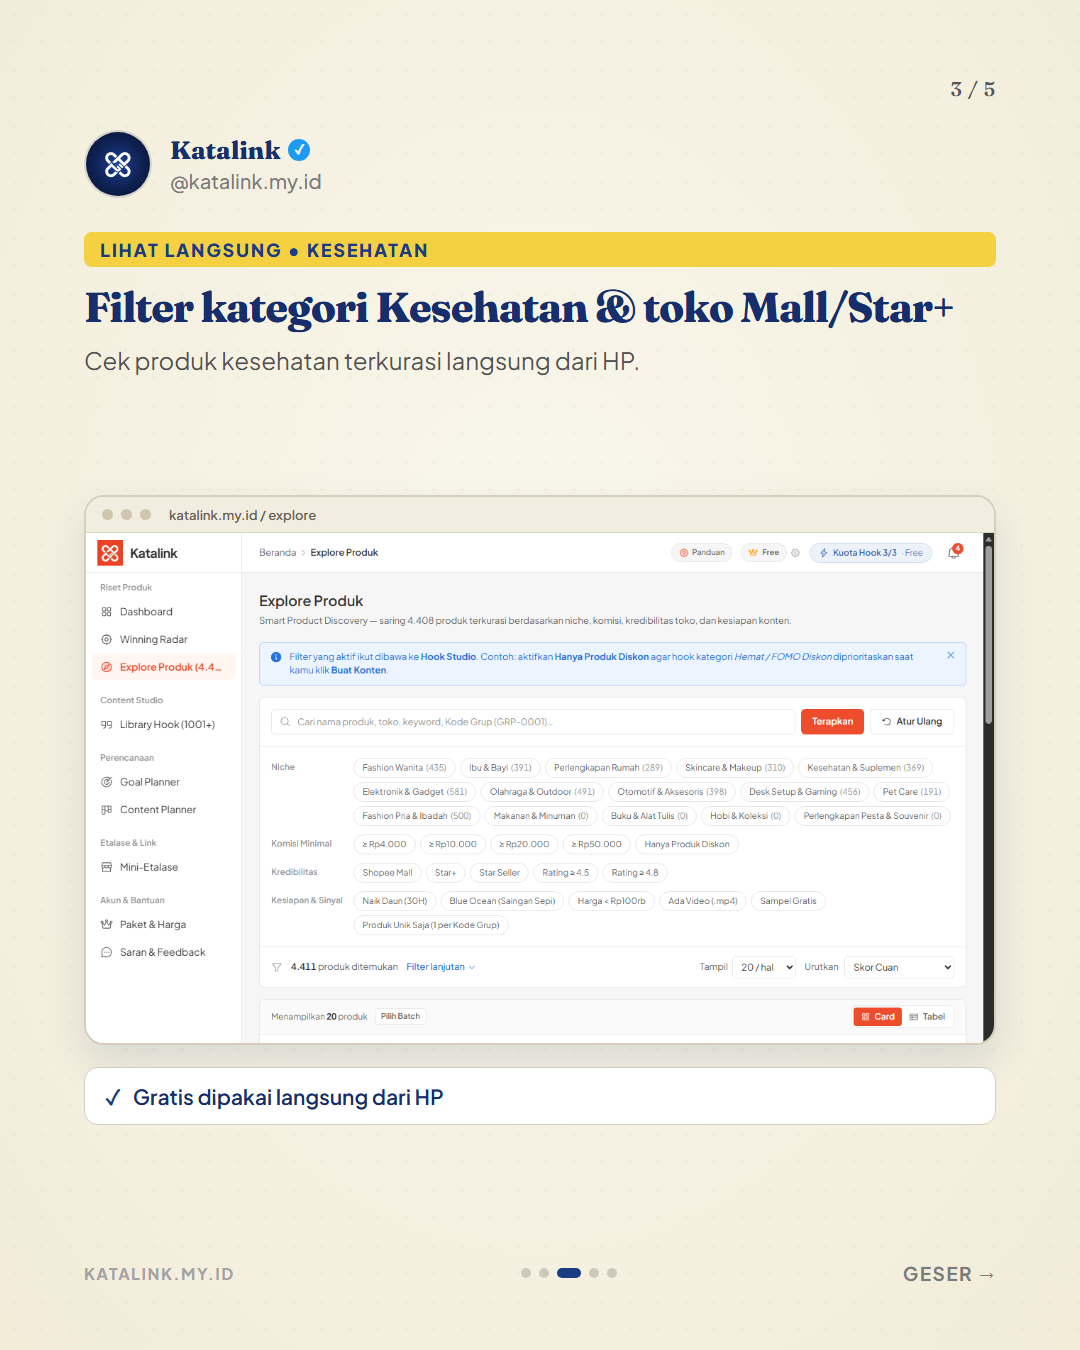 3 / 5
Katalink
@katalink.my.id
LIHAT LANGSUNG ● KESEHATAN
Filter kategori Kesehatan & toko Mall/Star+
Cek produk kesehatan terkurasi langsung dari HP.
katalink.my.id / explore
Katalink
Beranda > Explore Produk
Panduan
Free
Kuota Hook 3/3 · Free
4
Riset Produk
Dashboard
Winning Radar
Explore Produk (4.4...
Content Studio
Library Hook (1001+)
Perencanaan
Goal Planner
Content Planner
Etalase & Link
Mini-Etalase
Akun & Bantuan
Paket & Harga
Saran & Feedback
Explore Produk
Smart Product Discovery — saring 4.408 produk terkurasi berdasarkan niche, komisi, kredibilitas toko, dan kesiapan konten.
Filter yang aktif ikut dibawa ke Hook Studio. Contoh: aktifkan Hanya Produk Diskon agar hook kategori Hemat / FOMO Diskon diprioritaskan saat
kamu klik Buat Konten.
Cari nama produk, toko, keyword, Kode Grup (GRP-0001)...
Terapkan
Atur Ulang
Niche
Fashion Wanita (435) Ibu & Bayi (391) Perlengkapan Rumah (289) Skincare & Makeup (310) Kesehatan & Suplemen (369)
Elektronik & Gadget (581) Olahraga & Outdoor (491) Otomotif & Aksesoris (398) Desk Setup & Gaming (456) Pet Care (191)
Fashion Pria & Ibadah (500) Makanan & Minuman (0) Buku & Alat Tulis (0) Hobi & Koleksi (0) Perlengkapan Pesta & Souvenir (0)
Komisi Minimal ≥ Rp4.000 ≥ Rp10.000 ≥ Rp20.000 ≥ Rp50.000 Hanya Produk Diskon
Kredibilitas Shopee Mall Star+ Star Seller Rating ≥ 4.5 Rating ≥ 4.8
Kesiapan & Sinyal Naik Daun (30H) Blue Ocean (Saingan Sepi) Harga < Rp100rb Ada Video (.mp4) Sampel Gratis
Produk Unik Saja (1 per Kode Grup)
4.411 produk ditemukan Filter lanjutan Tampil 20 / hal Urutkan Skor Cuan
Menampilkan 20 produk Pilih Batch Card Tabel
✓ Gratis dipakai langsung dari HP
KATALINK.MY.ID
GESER →